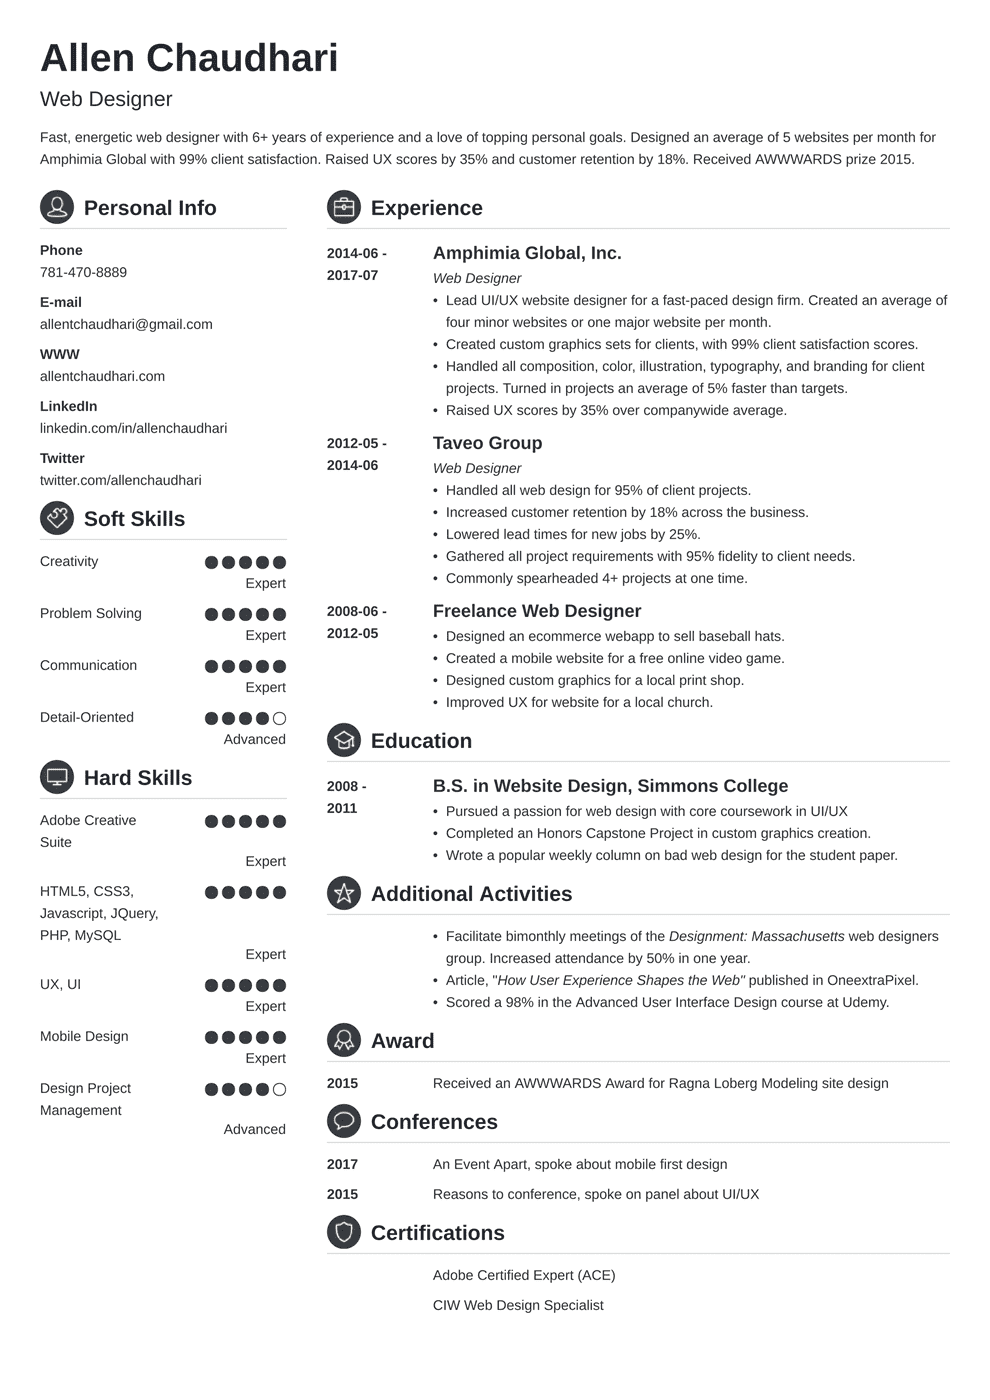 Allen Chaudhari
Web Designer
Fast, energetic web designer with 6+ years of experience and a love of topping personal goals. Designed an average of 5 websites per month for
Amphimia Global with 99% client satisfaction. Raised UX scores by 35% and customer retention by 18%. Received AWWWARDS prize 2015.
Personal Info
Phone
781-470-8889
E-mail
allentchaudhari@gmail.com
WWW
allentchaudhari.com
LinkedIn
linkedin.com/in/allenchaudhari
Twitter
twitter.com/allenchaudhari
Soft Skills
Creativity
Expert
Problem Solving
Expert
Communication
Expert
Detail-Oriented
Advanced
Hard Skills
Adobe Creative
Suite
Expert
HTML5, CSS3,
Javascript, JQuery,
PHP, MySQL
Expert
UX, UI
Expert
Mobile Design
Expert
Design Project
Management
Advanced
Experience
2014-06 -
2017-07
Amphimia Global, Inc.
Web Designer
• Lead UI/UX website designer for a fast-paced design firm. Created an average of
four minor websites or one major website per month.
• Created custom graphics sets for clients, with 99% client satisfaction scores.
• Handled all composition, color, illustration, typography, and branding for client
projects. Turned in projects an average of 5% faster than targets.
• Raised UX scores by 35% over companywide average.
2012-05 -
2014-06
Taveo Group
Web Designer
• Handled all web design for 95% of client projects.
• Increased customer retention by 18% across the business.
• Lowered lead times for new jobs by 25%.
• Gathered all project requirements with 95% fidelity to client needs.
• Commonly spearheaded 4+ projects at one time.
2008-06 -
2012-05
Freelance Web Designer
• Designed an ecommerce webapp to sell baseball hats.
• Created a mobile website for a free online video game.
• Designed custom graphics for a local print shop.
• Improved UX for website for a local church.
Education
2008 -
2011
B.S. in Website Design, Simmons College
• Pursued a passion for web design with core coursework in UI/UX
• Completed an Honors Capstone Project in custom graphics creation.
• Wrote a popular weekly column on bad web design for the student paper.
Additional Activities
• Facilitate bimonthly meetings of the Designment: Massachusetts web designers
group. Increased attendance by 50% in one year.
• Article, "How User Experience Shapes the Web" published in OneextraPixel.
• Scored a 98% in the Advanced User Interface Design course at Udemy.
Award
2015 Received an AWWWARDS Award for Ragna Loberg Modeling site design
Conferences
2017 An Event Apart, spoke about mobile first design
2015 Reasons to conference, spoke on panel about UI/UX
Certifications
Adobe Certified Expert (ACE)
CIW Web Design Specialist